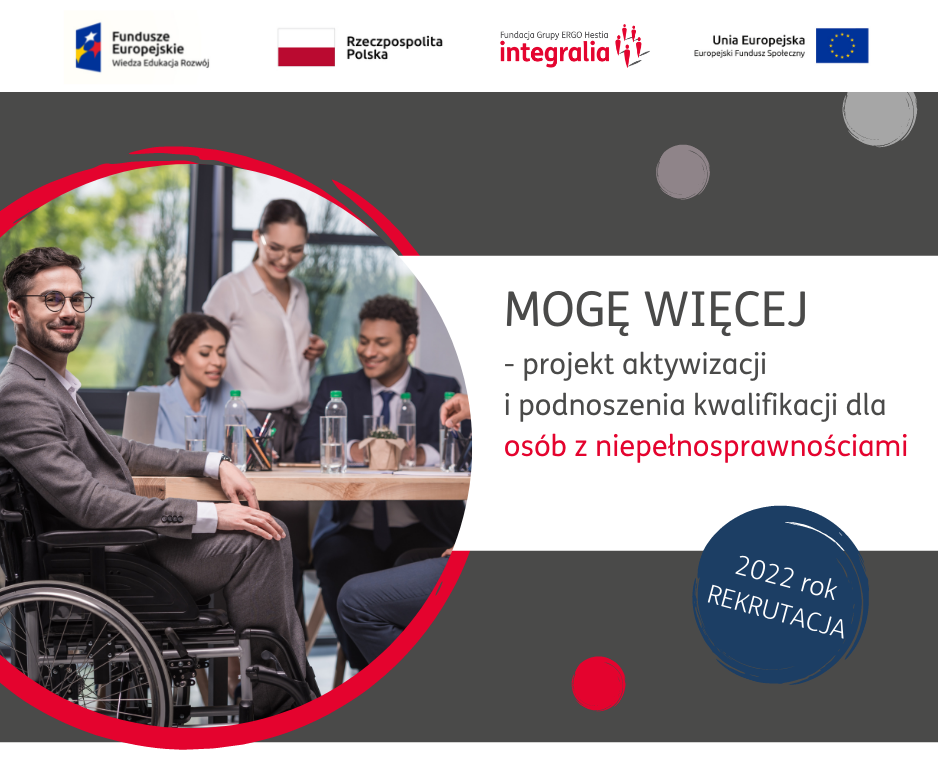 Fundusze
Europejskie
Wiedza Edukacja Rozwój
Rzeczpospolita
Polska
Fundacja Grupy ERGO Hestia
integralia
Unia Europejska
Europejski Fundusz Społeczny
MOGĘ WIĘCEJ
- projekt aktywizacji
i podnoszenia kwalifikacji dla
osób z niepełnosprawnościami
2022 rok
REKRUTACJA